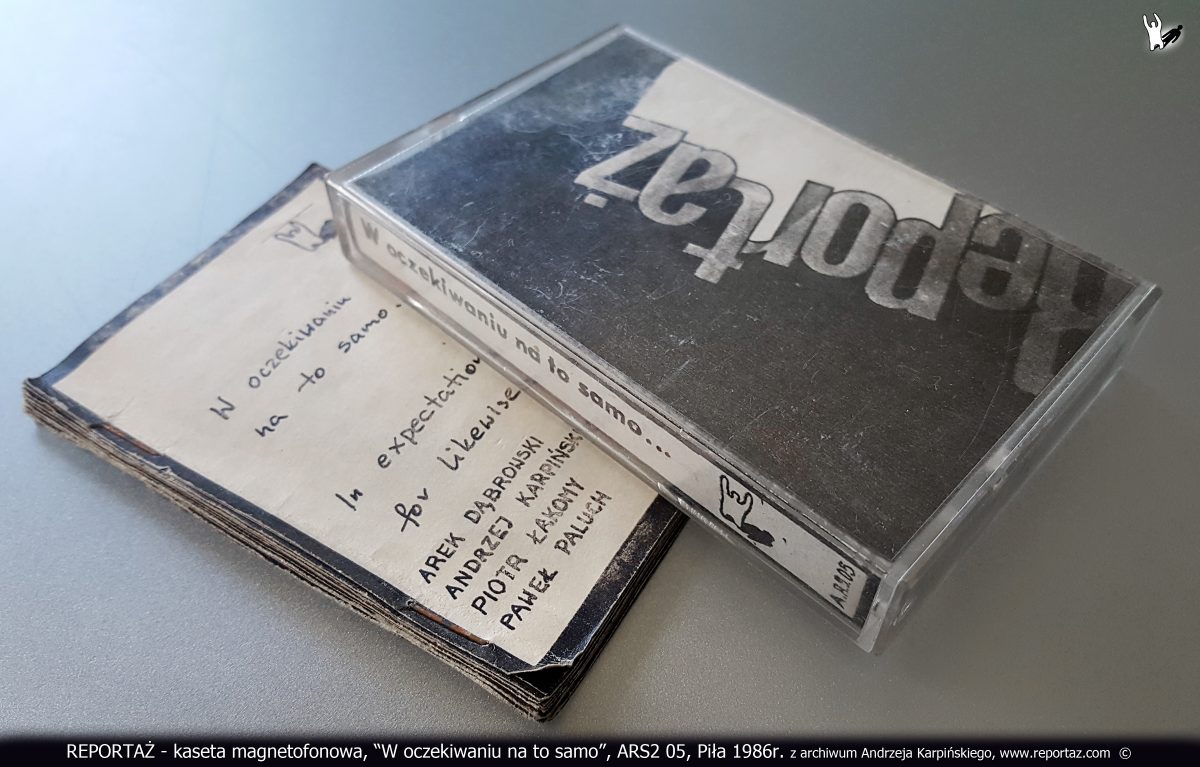 Reportaż
W oczekiwaniu na to samo...
A.R.S.05
W oczekiwaniu
na to samo.
In expectation
for likewise
AREK DĄBROWSKI
ANDRZEJ KARPIŃSKI
PIOTR ŁAKOMY
PAWEŁ PALUCH
REPORTAŻ - kaseta magnetofonowa, “W oczekiwaniu na to samo”, ARS2 05, Piła 1986r. z archiwum Andrzeja Karpińskiego, www.reportaz.com ©